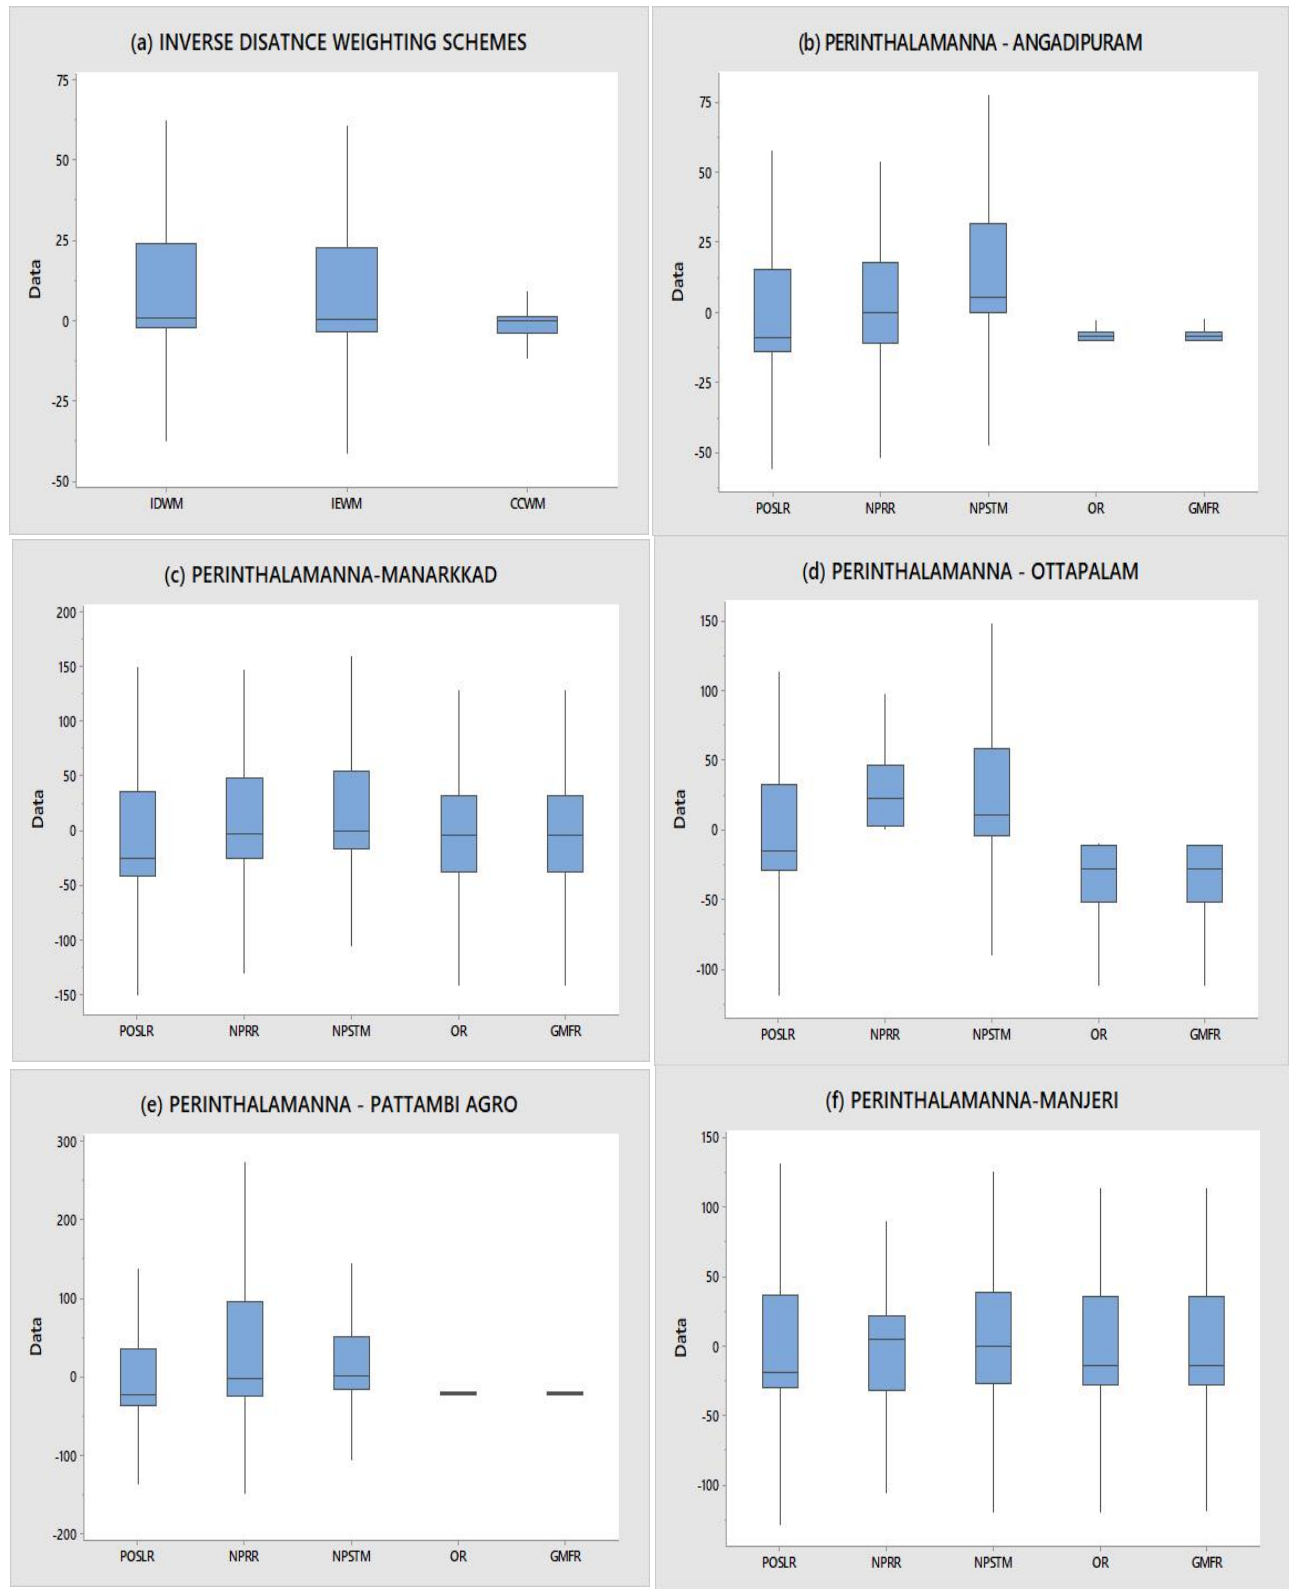 (a) INVERSE DISATNCE WEIGHTING SCHEMES
75
50
25
0
-25
-50
Data
IDWM IEWM CCWM
(b) PERINTHALAMANNA - ANGADIPURAM
75
50
25
0
-25
-50
Data
POSLR NPRR NPSTM OR GMFR
(c) PERINTHALAMANNA-MANARKKAD
200
150
100
50
0
-50
-100
-150
Data
POSLR NPRR NPSTM OR GMFR
(d) PERINTHALAMANNA - OTTAPALAM
150
100
50
0
-50
-100
Data
POSLR NPRR NPSTM OR GMFR
(e) PERINTHALAMANNA - PATTAMBI AGRO
300
200
100
0
-100
-200
Data
POSLR NPRR NPSTM OR GMFR
(f) PERINTHALAMANNA-MANJERI
150
100
50
0
-50
-100
Data
POSLR NPRR NPSTM OR GMFR